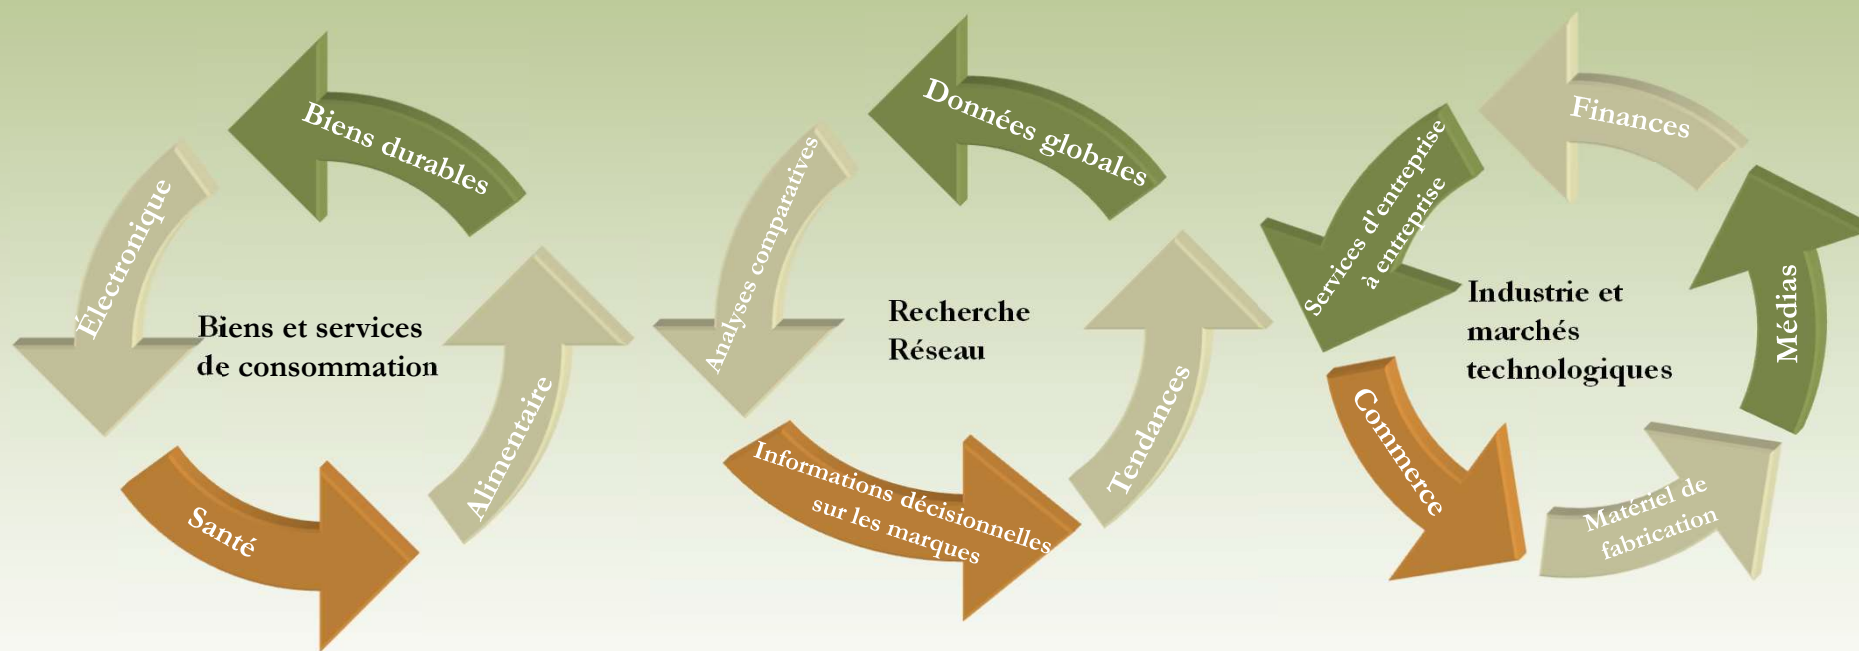 Biens durables
Électronique
Biens et services
de consommation
Alimentaire
Santé
Données globales
Analyses comparatives
Recherche
Réseau
Tendances
Informations décisionnelles
sur les marques
Finances
Services d'entreprise
à entreprise
Industrie et
marchés
technologiques
Médias
Commerce
Matériel de
fabrication